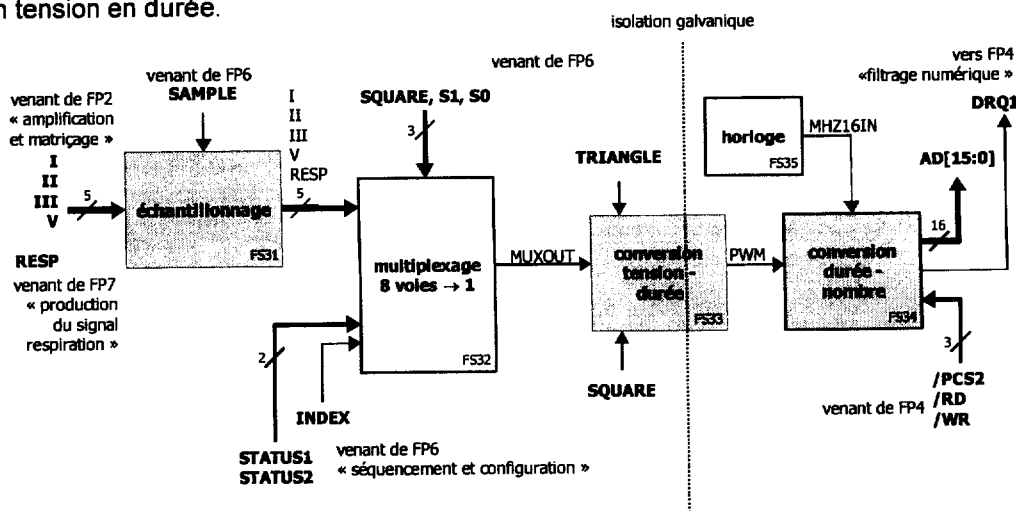 n tension en durée.
isolation galvanique
venant de FP6
SAMPLE
venant de FP6
vers FP4
«filtrage numérique »
DRQ1
venant de FP2
« amplification
et matriçage »
I
II
III
V
5
RESP
venant de FP7
« production
du signal
respiration »
échantillonnage
FS31
I
II
III
V
RESP
5
SQUARE, S1, S0
3
multiplexage
8 voies → 1
FS32
2
INDEX
STATUS1
STATUS2
venant de FP6
« séquencement et configuration »
MUXOUT
TRIANGLE
conversion
tension -
durée
FS33
SQUARE
PWM
horloge
FS35
MHZ16IN
AD[15:0]
16
conversion
durée -
nombre
FS34
3
venant de FP4
/PCS2
/RD
/WR